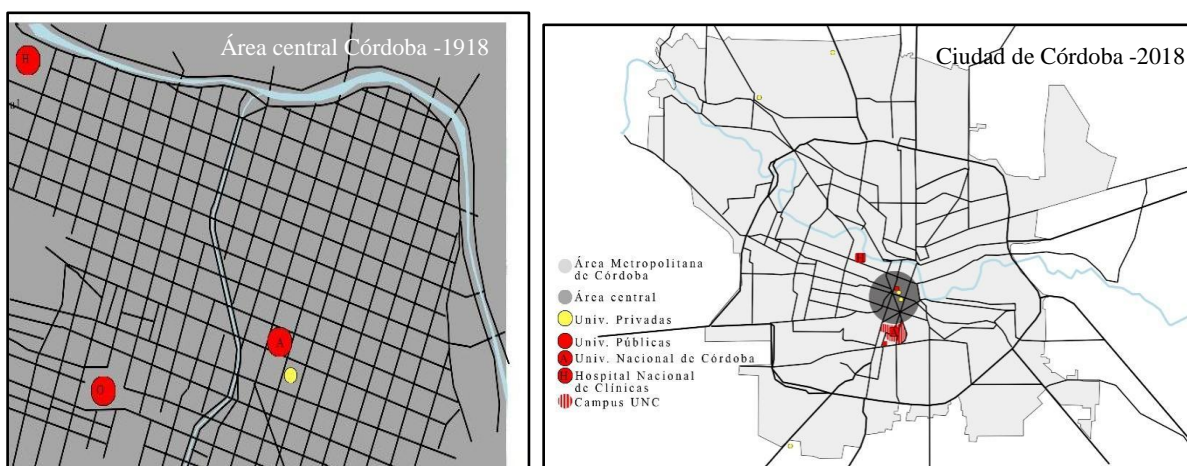 Área central Córdoba -1918
H
A
O
Ciudad de Córdoba -2018
Área Metropolitana
de Córdoba
Área central
Univ. Privadas
Univ. Públicas
A Univ. Nacional de Córdoba
H Hospital Nacional
de Clínicas
Campus UNC